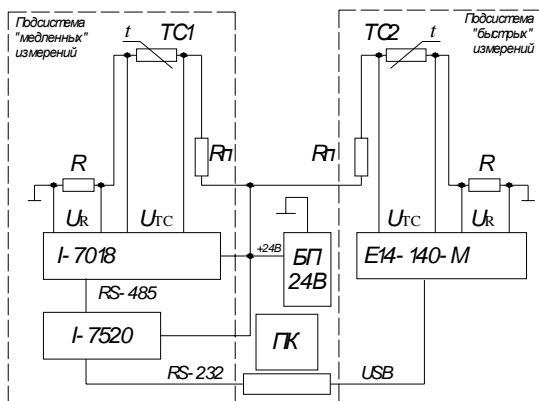 Подсистема
"медленных"
измерений
t
ТС1
Rп
R
UR
UТС
I-7018
RS-485
I-7520
RS-232
+24В
БП
24В
ПК
USB
Подсистема
"быстрых"
измерений
ТС2
t
Rп
R
UТС
UR
E14-140-M